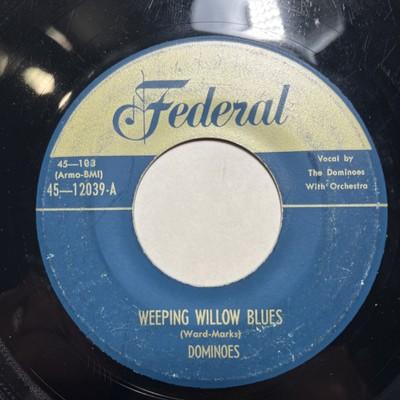 Federal
45—103
(Armo-BMI)
45—12039-A
Vocal by
The Dominoes
With Orchestra
WEEPING WILLOW BLUES
(Ward-Marks)
DOMINOES